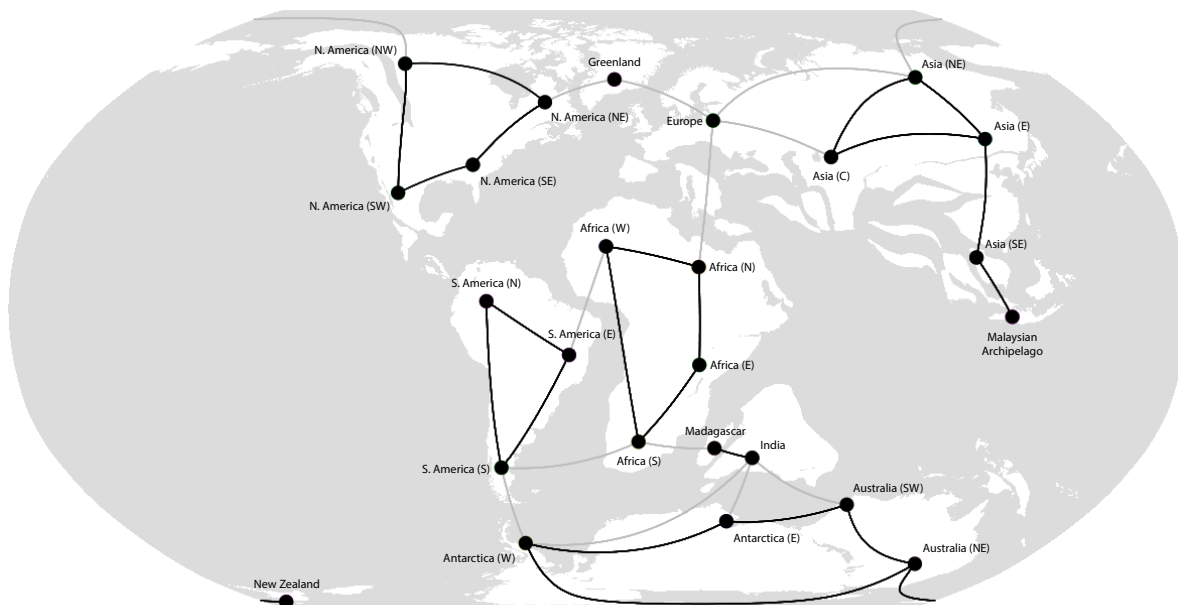 N. America (NW)
Greenland
Asia (NE)
N. America (NE)
Europe
Asia (E)
Asia (C)
N. America (SE)
N. America (SW)
Africa (W)
Asia (SE)
Africa (N)
S. America (N)
S. America (E)
Malaysian
Archipelago
Africa (E)
Madagascar
India
Africa (S)
S. America (S)
Australia (SW)
Antarctica (E)
Australia (NE)
Antarctica (W)
New Zealand